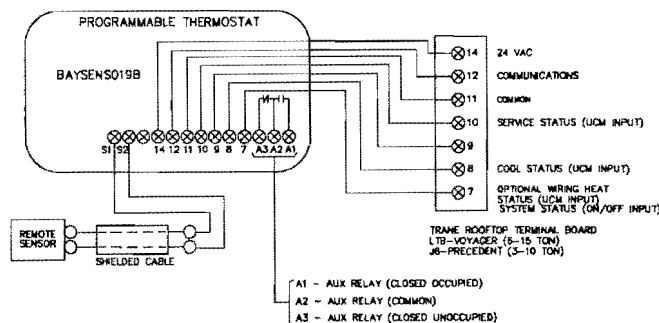 PROGRAMMABLE THERMOSTAT
BAYSENS019B
S1 S2 14 12 11 10 9 8 7 A3 A2 A1
14 24 VAC
12 COMMUNICATIONS
11 COMMON
10 SERVICE STATUS (UCM INPUT)
9
8 COOL STATUS (UCM INPUT)
7 OPTIONAL WIRING HEAT
STATUS (UCM INPUT)
SYSTEM STATUS (ON/OFF INPUT)
TRANE ROOFTOP TERMINAL BOARD
LTB-VOYAGER (6-15 TON)
J6-PRECEDENT (3-10 TON)
REMOTE
SENSOR
SHIELDED CABLE
A1 - AUX RELAY (CLOSED OCCUPIED)
A2 - AUX RELAY (COMMON)
A3 - AUX RELAY (CLOSED UNOCCUPIED)